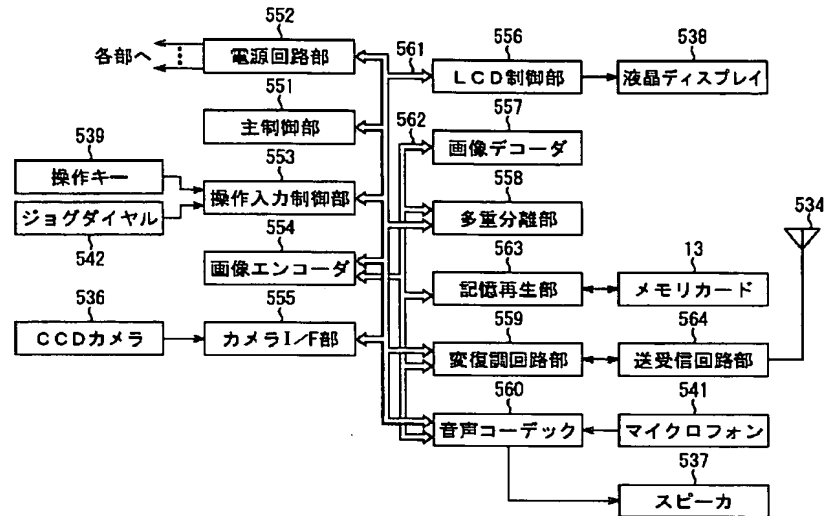 552
各部へ
電源回路部
561
556
LCD制御部
538
液晶ディスプレイ
551
主制御部
562
557
画像デコーダ
539
操作キー
553
操作入力制御部
ジョグダイヤル
542
558
多重分離部
554
画像エンコーダ
534
563
記憶再生部
13
メモリカード
536
CCDカメラ
555
カメラI/F部
559
変復調回路部
564
送受信回路部
560
音声コーデック
541
マイクロフォン
537
スピーカ